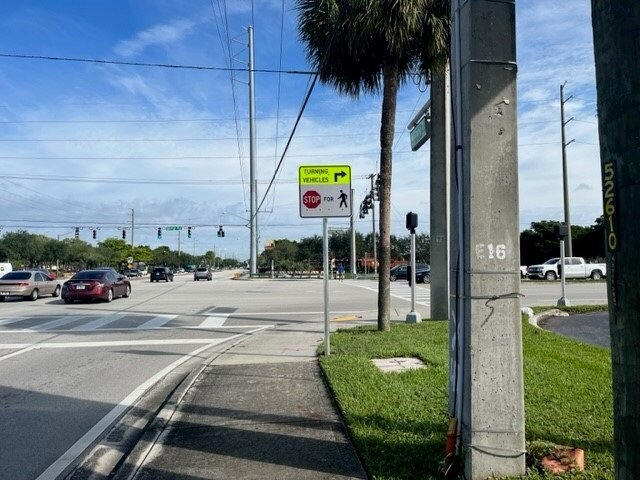 TURNING
VEHICLES
STOP FOR
E16
52610